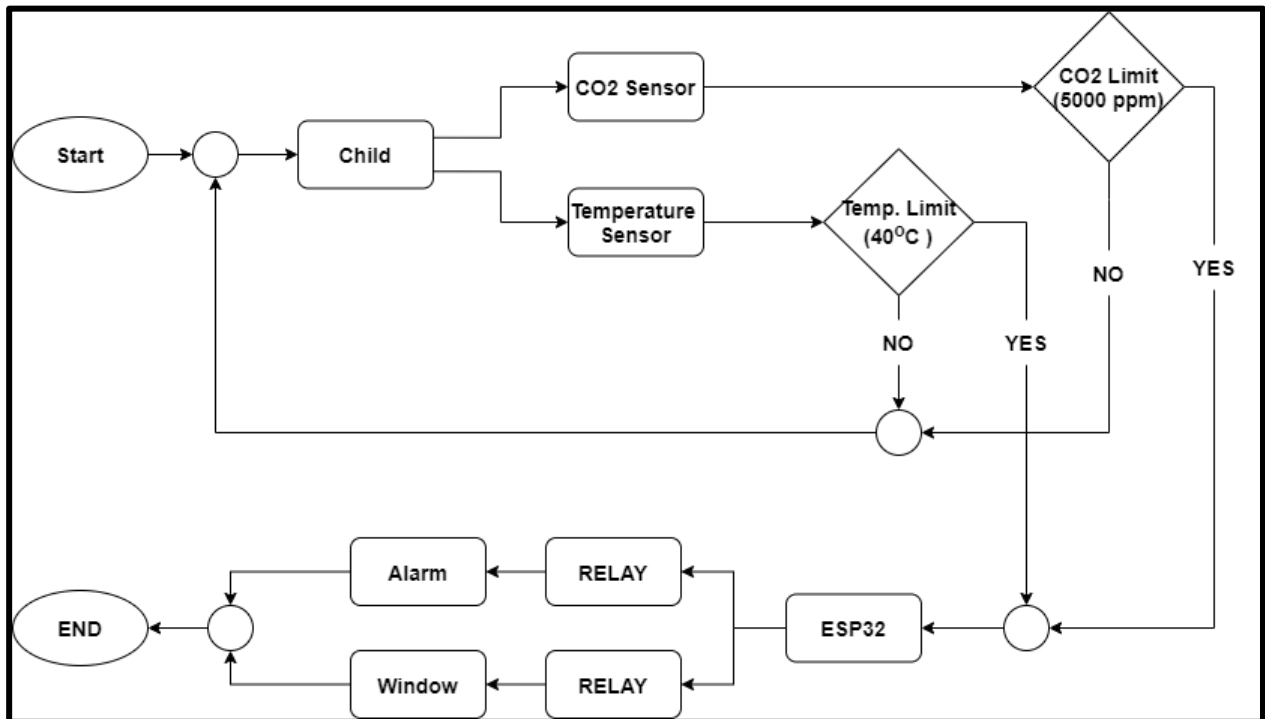 CO2 Limit
(5000 ppm)
CO2 Sensor
Start
Child
Temperature
Sensor
Temp. Limit
(40°C )
NO
YES
NO
YES
Alarm
RELAY
END
ESP32
Window
RELAY